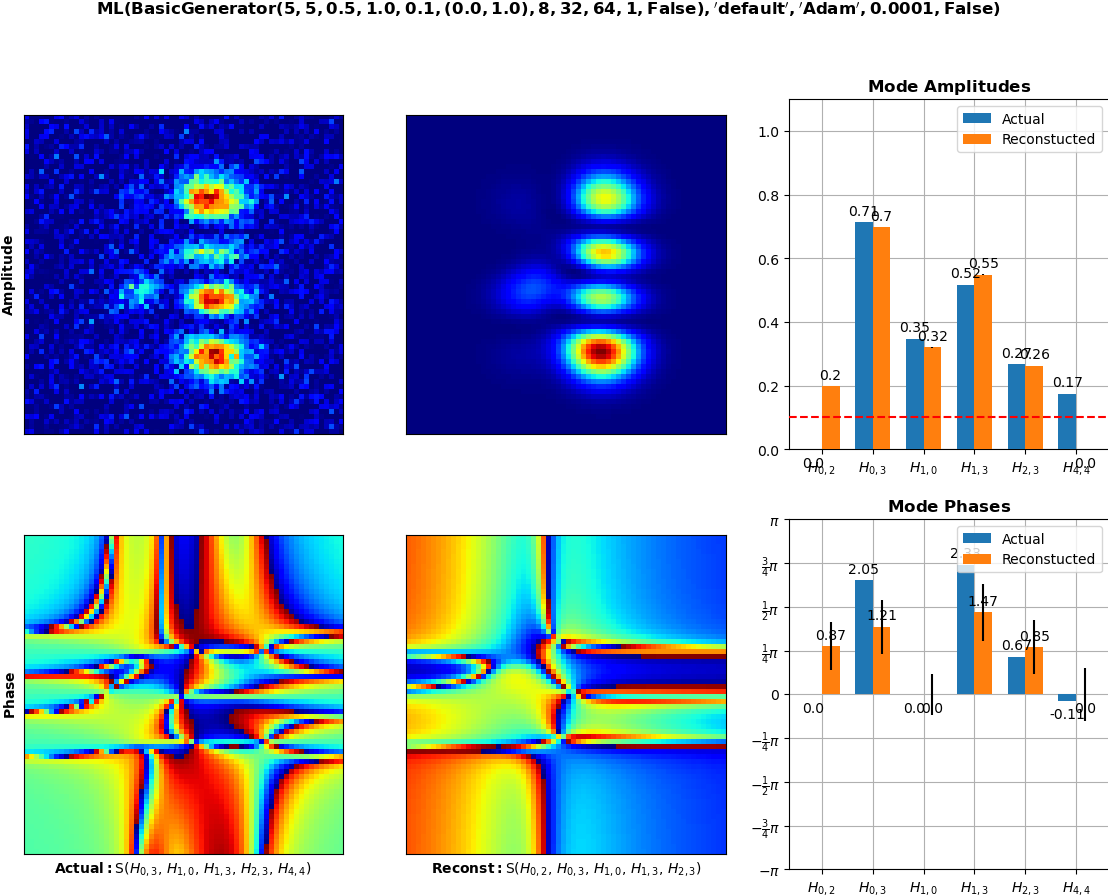 ML(BasicGenerator(5, 5, 0.5, 1.0, 0.1, (0.0, 1.0), 8, 32, 64, 1, False), 'default', 'Adam', 0.0001, False)
Amplitude
Mode Amplitudes
Actual
Reconstucted
1.0
0.8
0.6
0.4
0.2
0.0
0.0
0.2
0.71
0.7
0.35
0.32
0.52
0.55
0.27
0.26
0.17
0.0
H0,2 H0,3 H1,0 H1,3 H2,3 H4,4
Phase
Actual: S(H0,3, H1,0, H1,3, H2,3, H4,4)
Reconst: S(H0,2, H0,3, H1,0, H1,3, H2,3)
Mode Phases
Actual
Reconstucted
π
3/4π
1/2π
1/4π
0
−1/4π
−1/2π
−3/4π
−π
0.0
0.87
2.05
1.21
0.0
0.0
2.33
1.47
0.67
0.85
-0.11
0.0
H0,2 H0,3 H1,0 H1,3 H2,3 H4,4